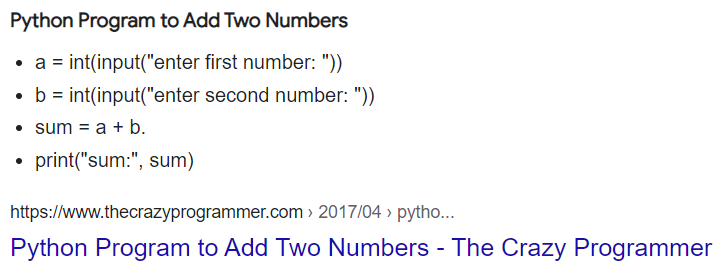 Python Program to Add Two Numbers
• a = int(input("enter first number: "))
• b = int(input("enter second number: "))
• sum = a + b.
• print("sum:", sum)
https://www.thecrazyprogrammer.com › 2017/04 › pytho...
Python Program to Add Two Numbers - The Crazy Programmer